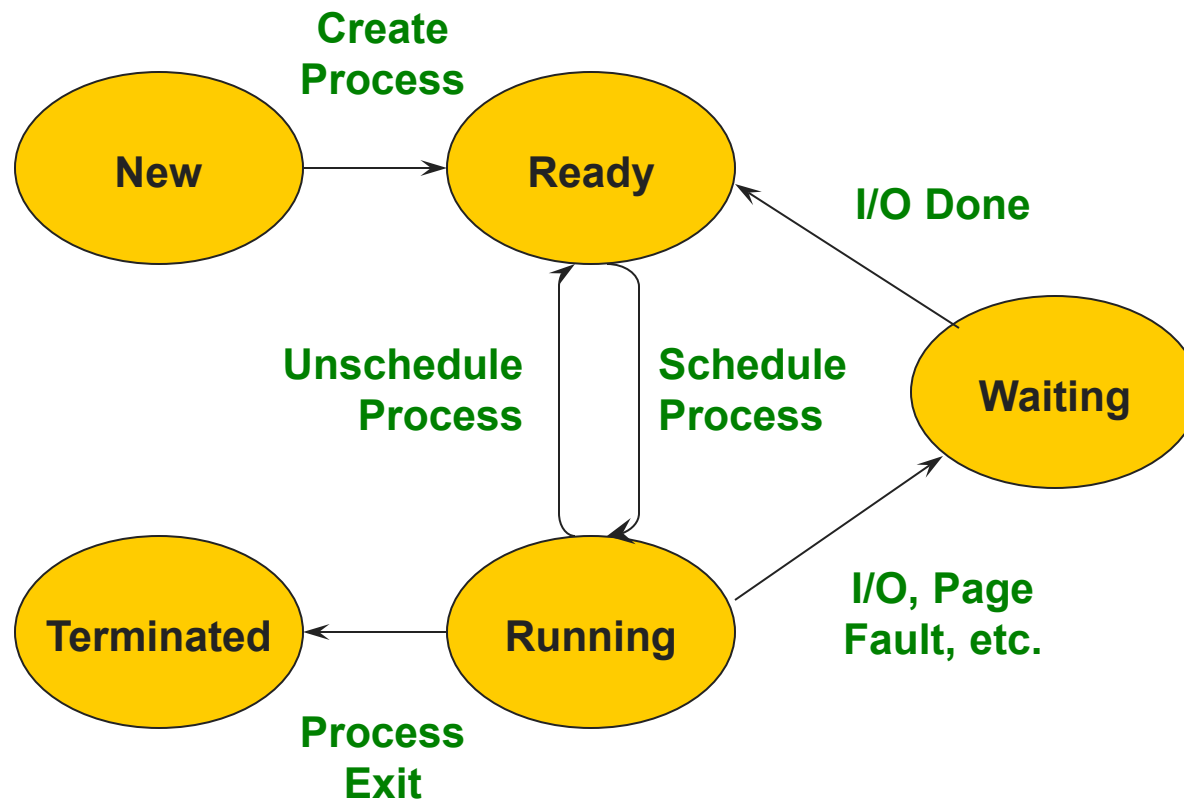 Create
Process
New
Ready
I/O Done
Unschedule
Process
Schedule
Process
Waiting
I/O, Page
Fault, etc.
Terminated
Running
Process
Exit